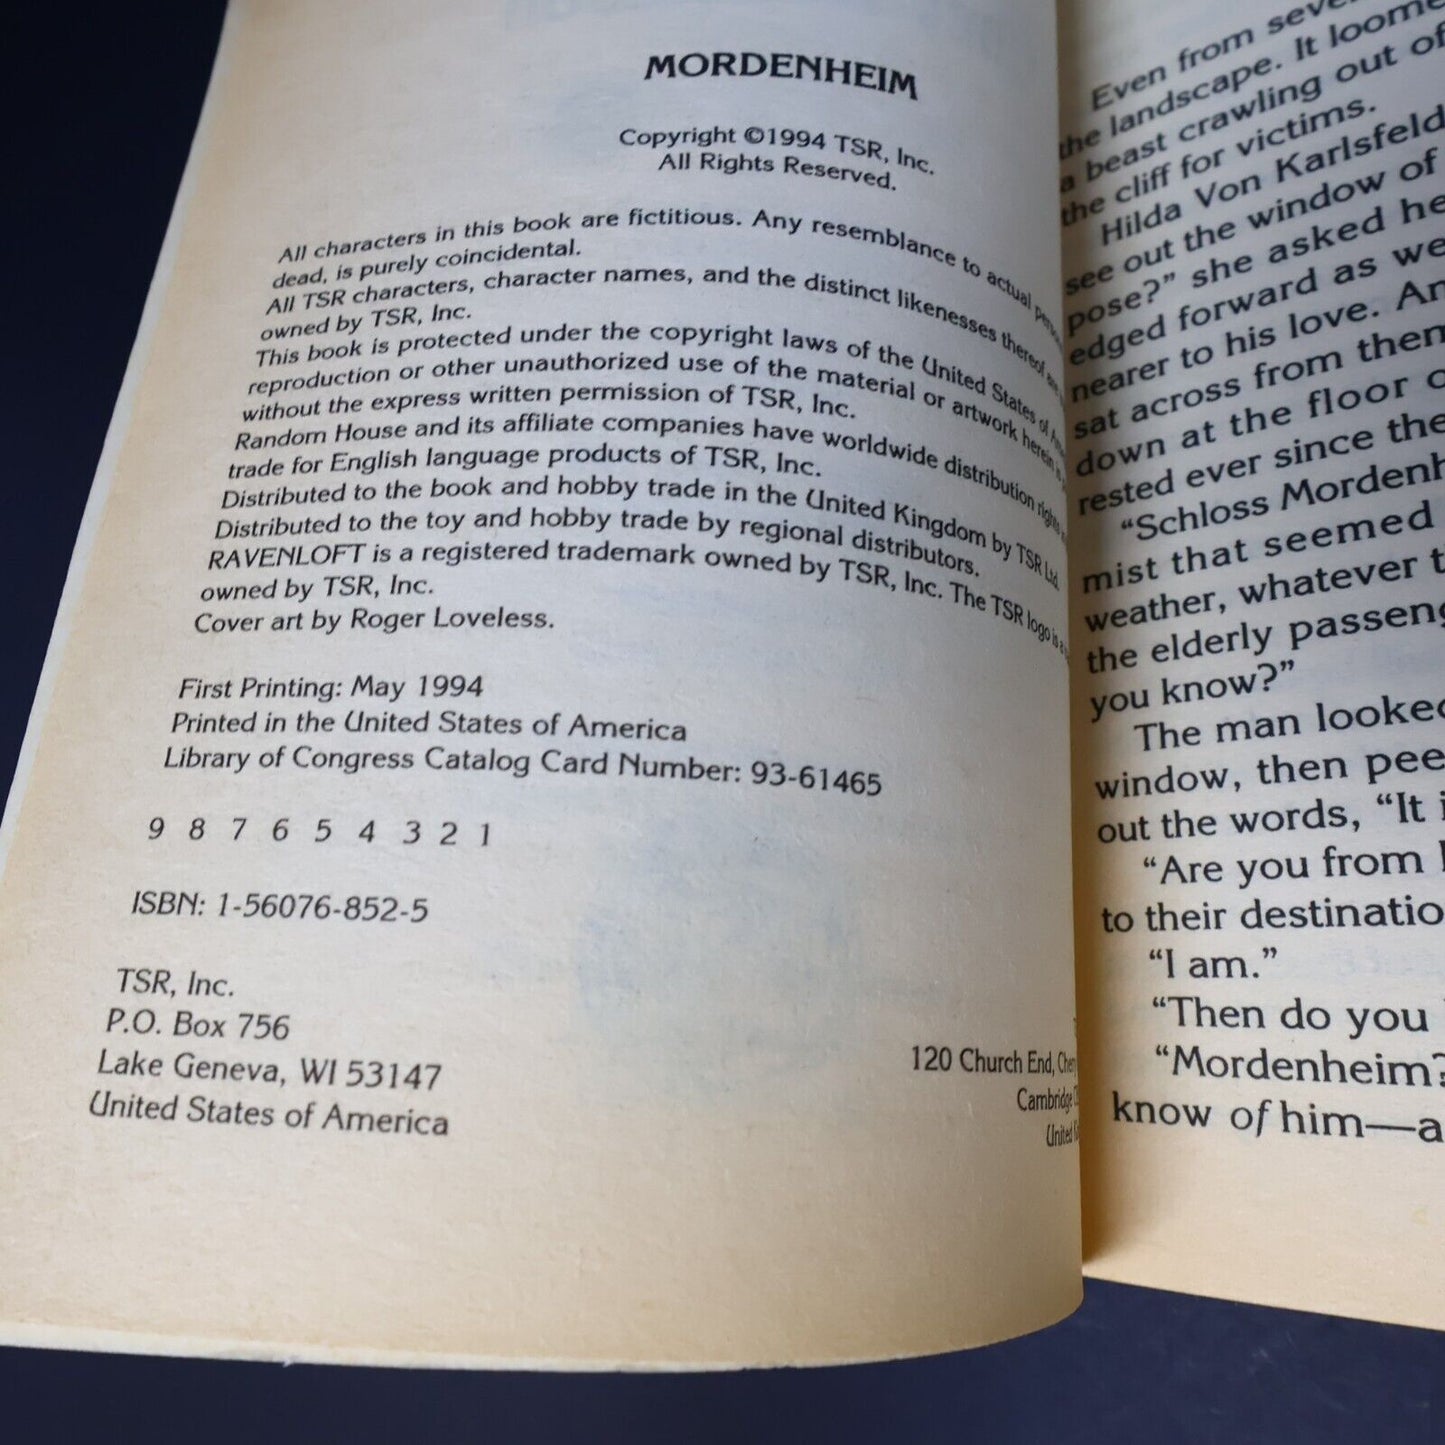 MORDENHEIM
Copyright ©1994 TSR, Inc.
All Rights Reserved.
All characters in this book are fictitious. Any resemblance to actual
dead, is purely coincidental.
All TSR characters, character names, and the distinct likenesses thereof are
owned by TSR, Inc.
This book is protected under the copyright laws of the United States of
reproduction or other unauthorized use of the material or artwork herein is
without the express written permission of TSR, Inc.
Random House and its affiliate companies have worldwide distribution rights
trade for English language products of TSR, Inc.
Distributed to the book and hobby trade in the United Kingdom by TSR Ltd.
Distributed to the toy and hobby trade by regional distributors.
RAVENLOFT is a registered trademark owned by TSR, Inc. The TSR logo is a
owned by TSR, Inc.
Cover art by Roger Loveless.
First Printing: May 1994
Printed in the United States of America
Library of Congress Catalog Card Number: 93-61465
9 8 7 6 5 4 3 2 1
ISBN: 1-56076-852-5
TSR, Inc.
P.O. Box 756
Lake Geneva, WI 53147
United States of America
120 Church End,
Cambridge
United
Even from
the landscape. It
a beast crawling out of
the cliff for victims.
Hilda Von Karlsfeld
see out the window of
pose?” she asked
edged forward as
nearer to his love.
sat across from
down at the floor
rested ever since
“Schloss
mist that seemed
weather, whatever
the elderly
you know?”
The man
window, then
out the words, “It
“Are you from
to their
“I am.”
“Then do you
“Mordenheim?
know of him—a